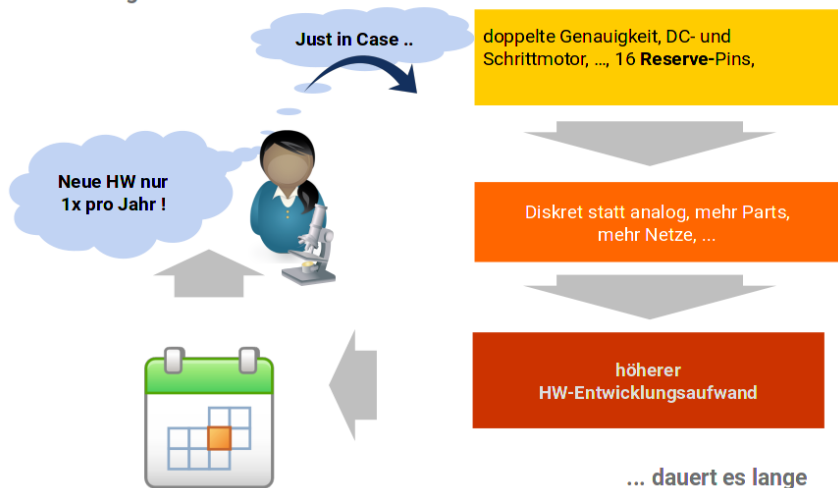 Just in Case ..
doppelte Genauigkeit, DC- und
Schrittmotor, ..., 16 Reserve-Pins,
Neue HW nur
1x pro Jahr !
Diskret statt analog, mehr Parts,
mehr Netze, ...
höherer
HW-Entwicklungsaufwand
... dauert es lange